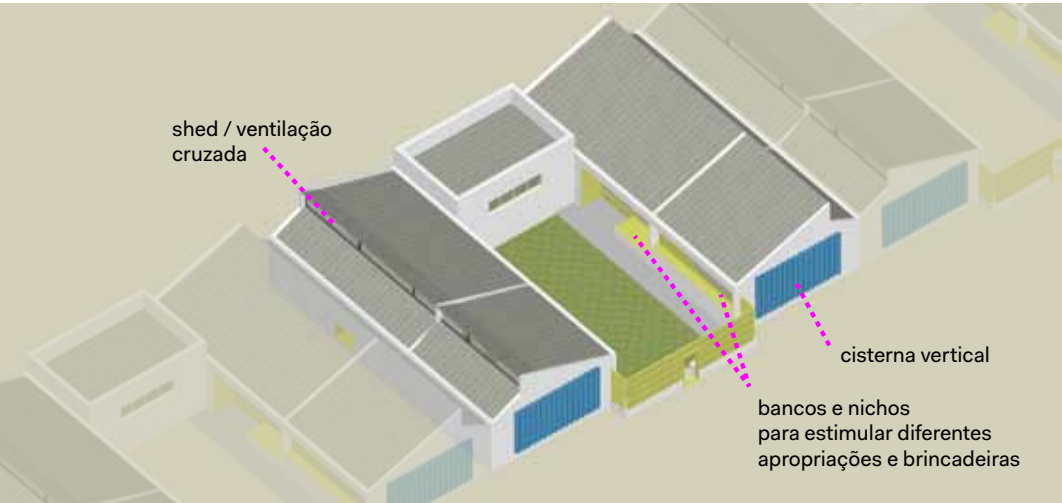 shed / ventilação
cruzada
cisterna vertical
bancos e nichos
para estimular diferentes
apropriações e brincadeiras